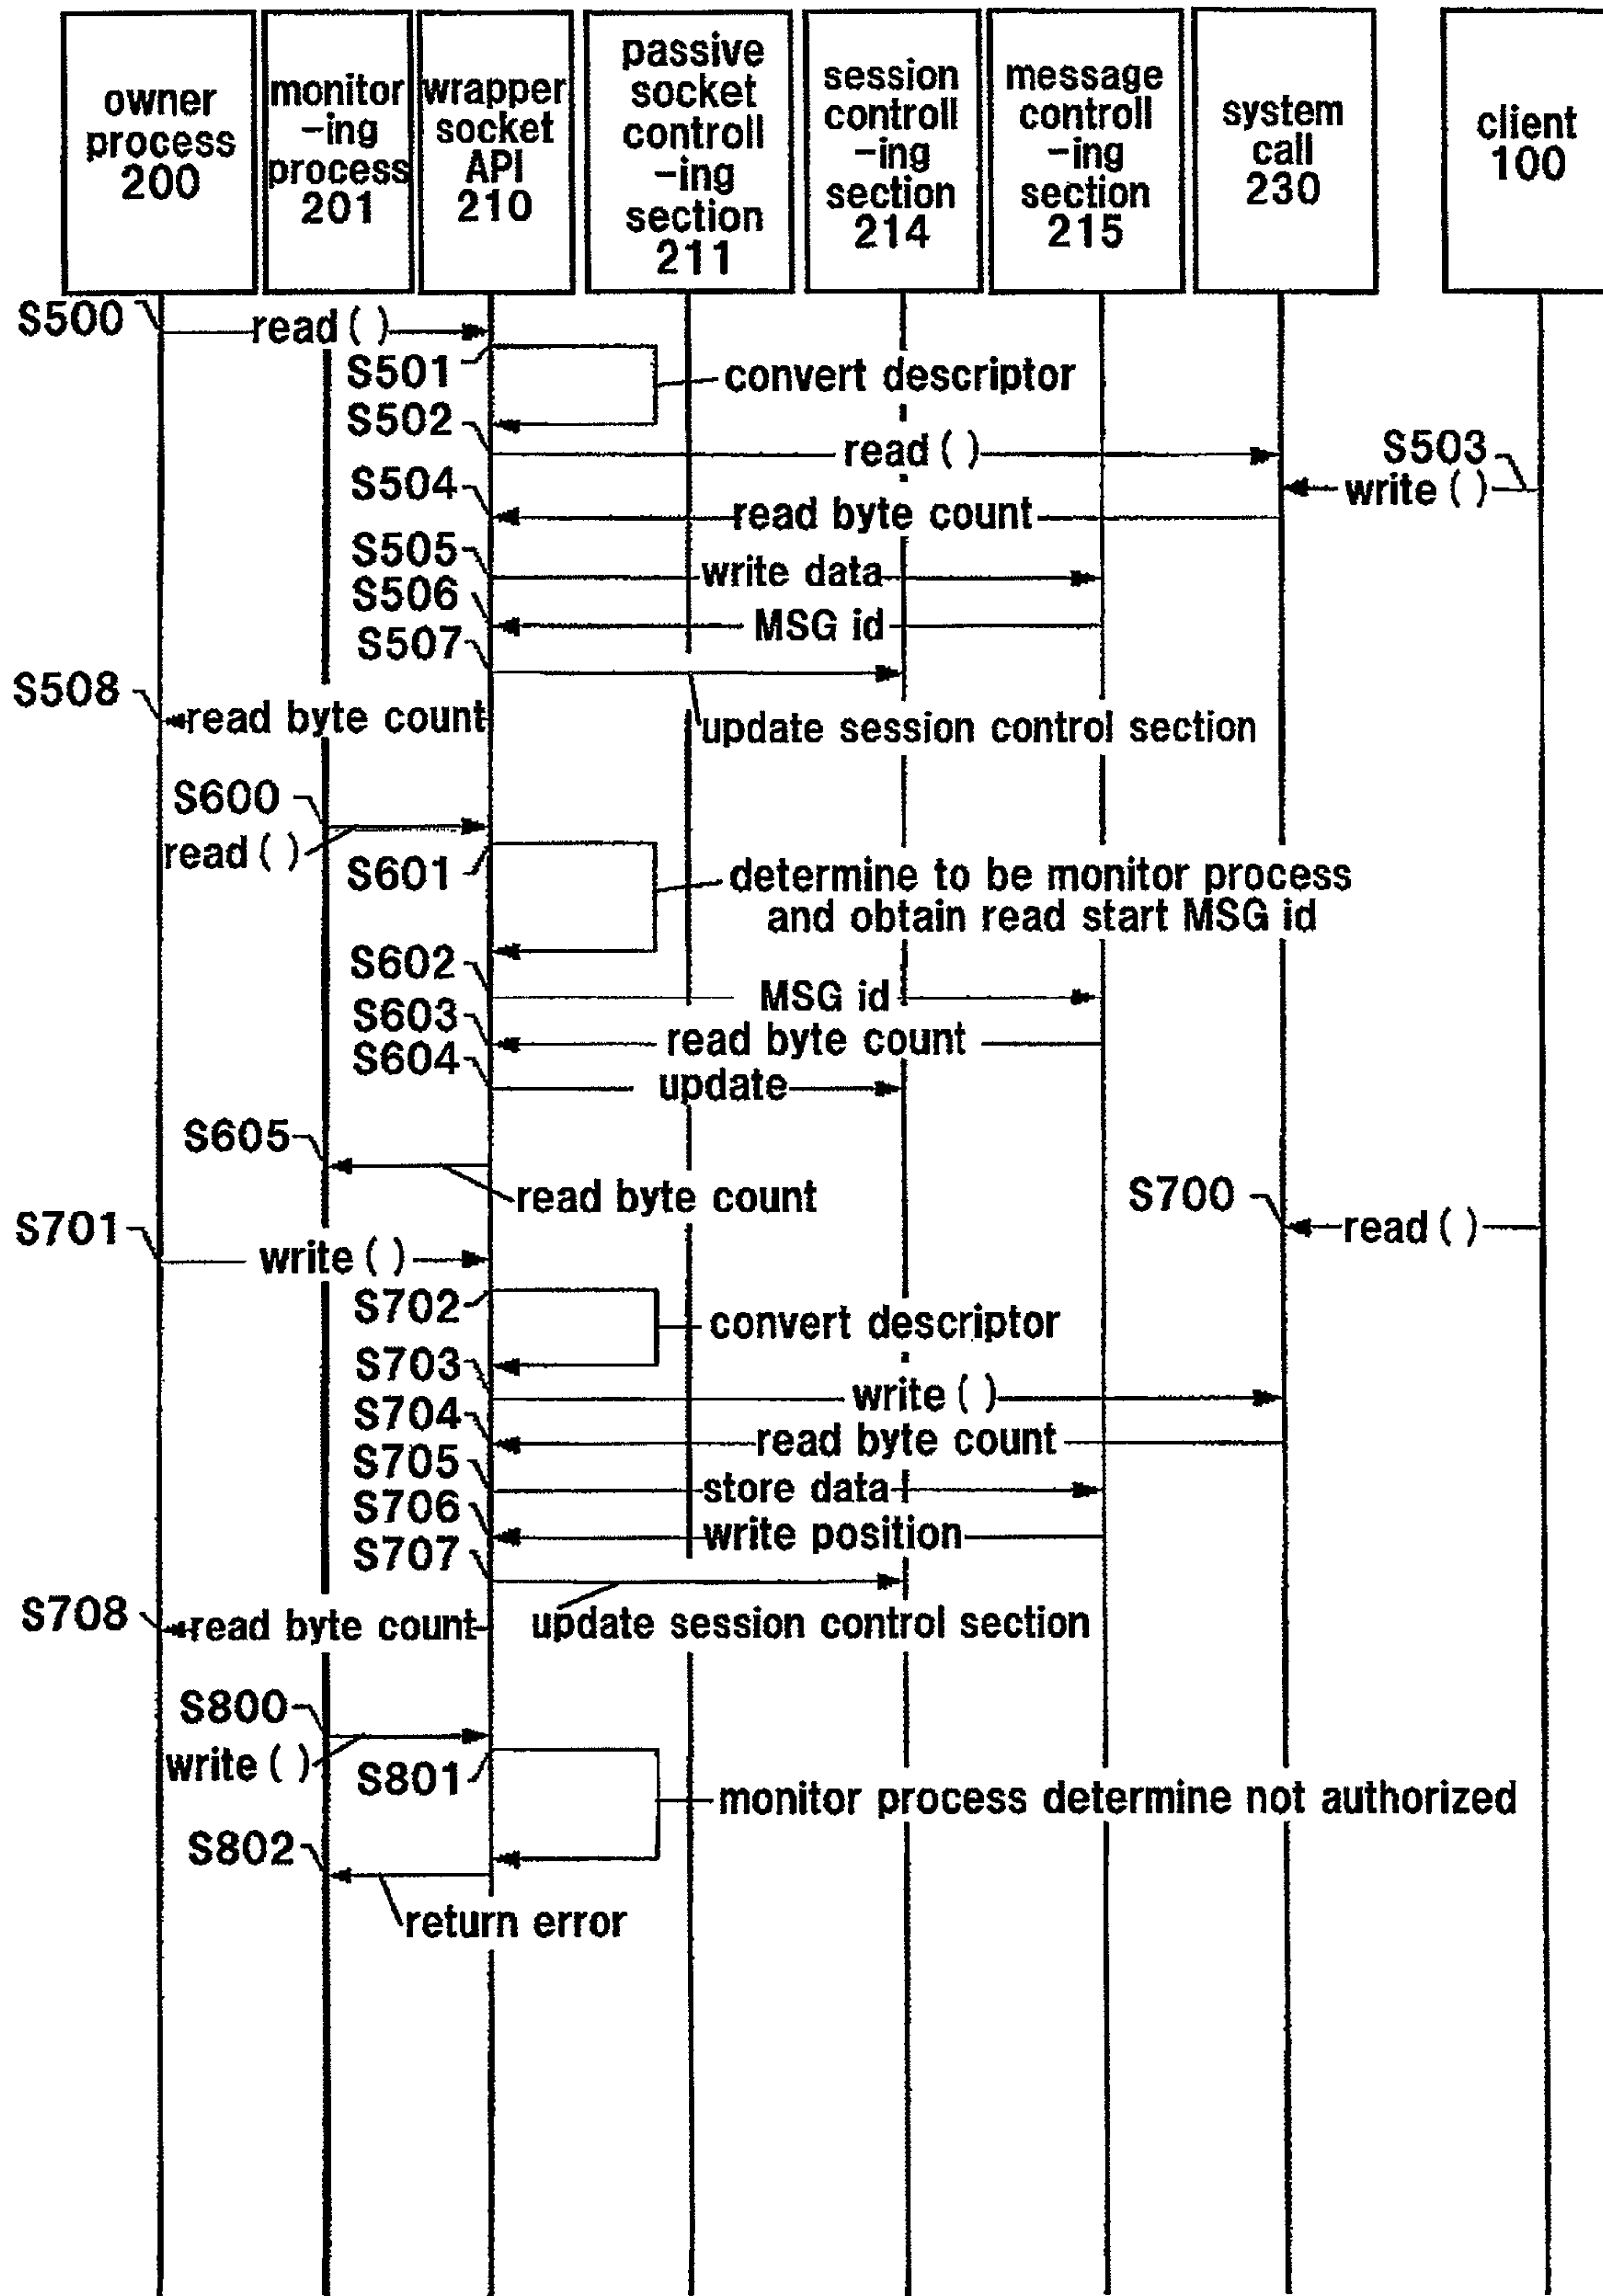 owner
process
200
monitor
-ing
process
201
wrapper
socket
API
210
passive
socket
controll
-ing
section
211
session
controll
-ing
section
214
message
controll
-ing
section
215
system
call
230
client
100
S500
read ( )
S501
convert descriptor
S502
read ( )
S503
write ( )
S504
read byte count
S505
write data
S506
MSG id
S507
update session control section
S508
read byte count
S600
read ( )
S601
determine to be monitor process
and obtain read start MSG id
S602
MSG id
S603
read byte count
S604
update
S605
read byte count
S700
read ( )
S701
write ( )
S702
convert descriptor
S703
write ( )
S704
read byte count
S705
store data
S706
write position
S707
update session control section
S708
read byte count
S800
write ( )
S801
monitor process determine not authorized
S802
return error